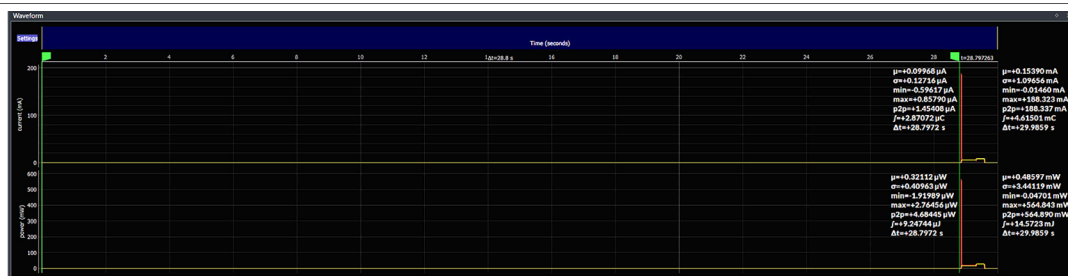 Waveform
Time (seconds)
Settings
2 4 6 8 10 12 1Δt=28.8 s 16 18 20 22 24 26 28 t=28.797263
current (mA)
200
100
0
μ=+0.09968 μA
σ=+0.12716 μA
min=-0.59617 μA
max=+0.85790 μA
p2p=+1.45408 μA
∫=+2.87072 μC
Δt=+28.7972 s
μ=+0.15390 mA
σ=+1.09656 mA
min=-0.01460 mA
max=+188.323 mA
p2p=+188.337 mA
∫=+4.61501 mC
Δt=+29.9859 s
power (mW)
600
500
400
300
200
100
0
μ=+0.32112 μW
σ=+0.40963 μW
min=-1.91989 μW
max=+2.76456 μW
p2p=+4.68445 μW
∫=+9.24744 μJ
Δt=+28.7972 s
μ=+0.48597 mW
σ=+3.44119 mW
min=-0.04701 mW
max=+564.843 mW
p2p=+564.890 mW
∫=+14.5723 mJ
Δt=+29.9859 s